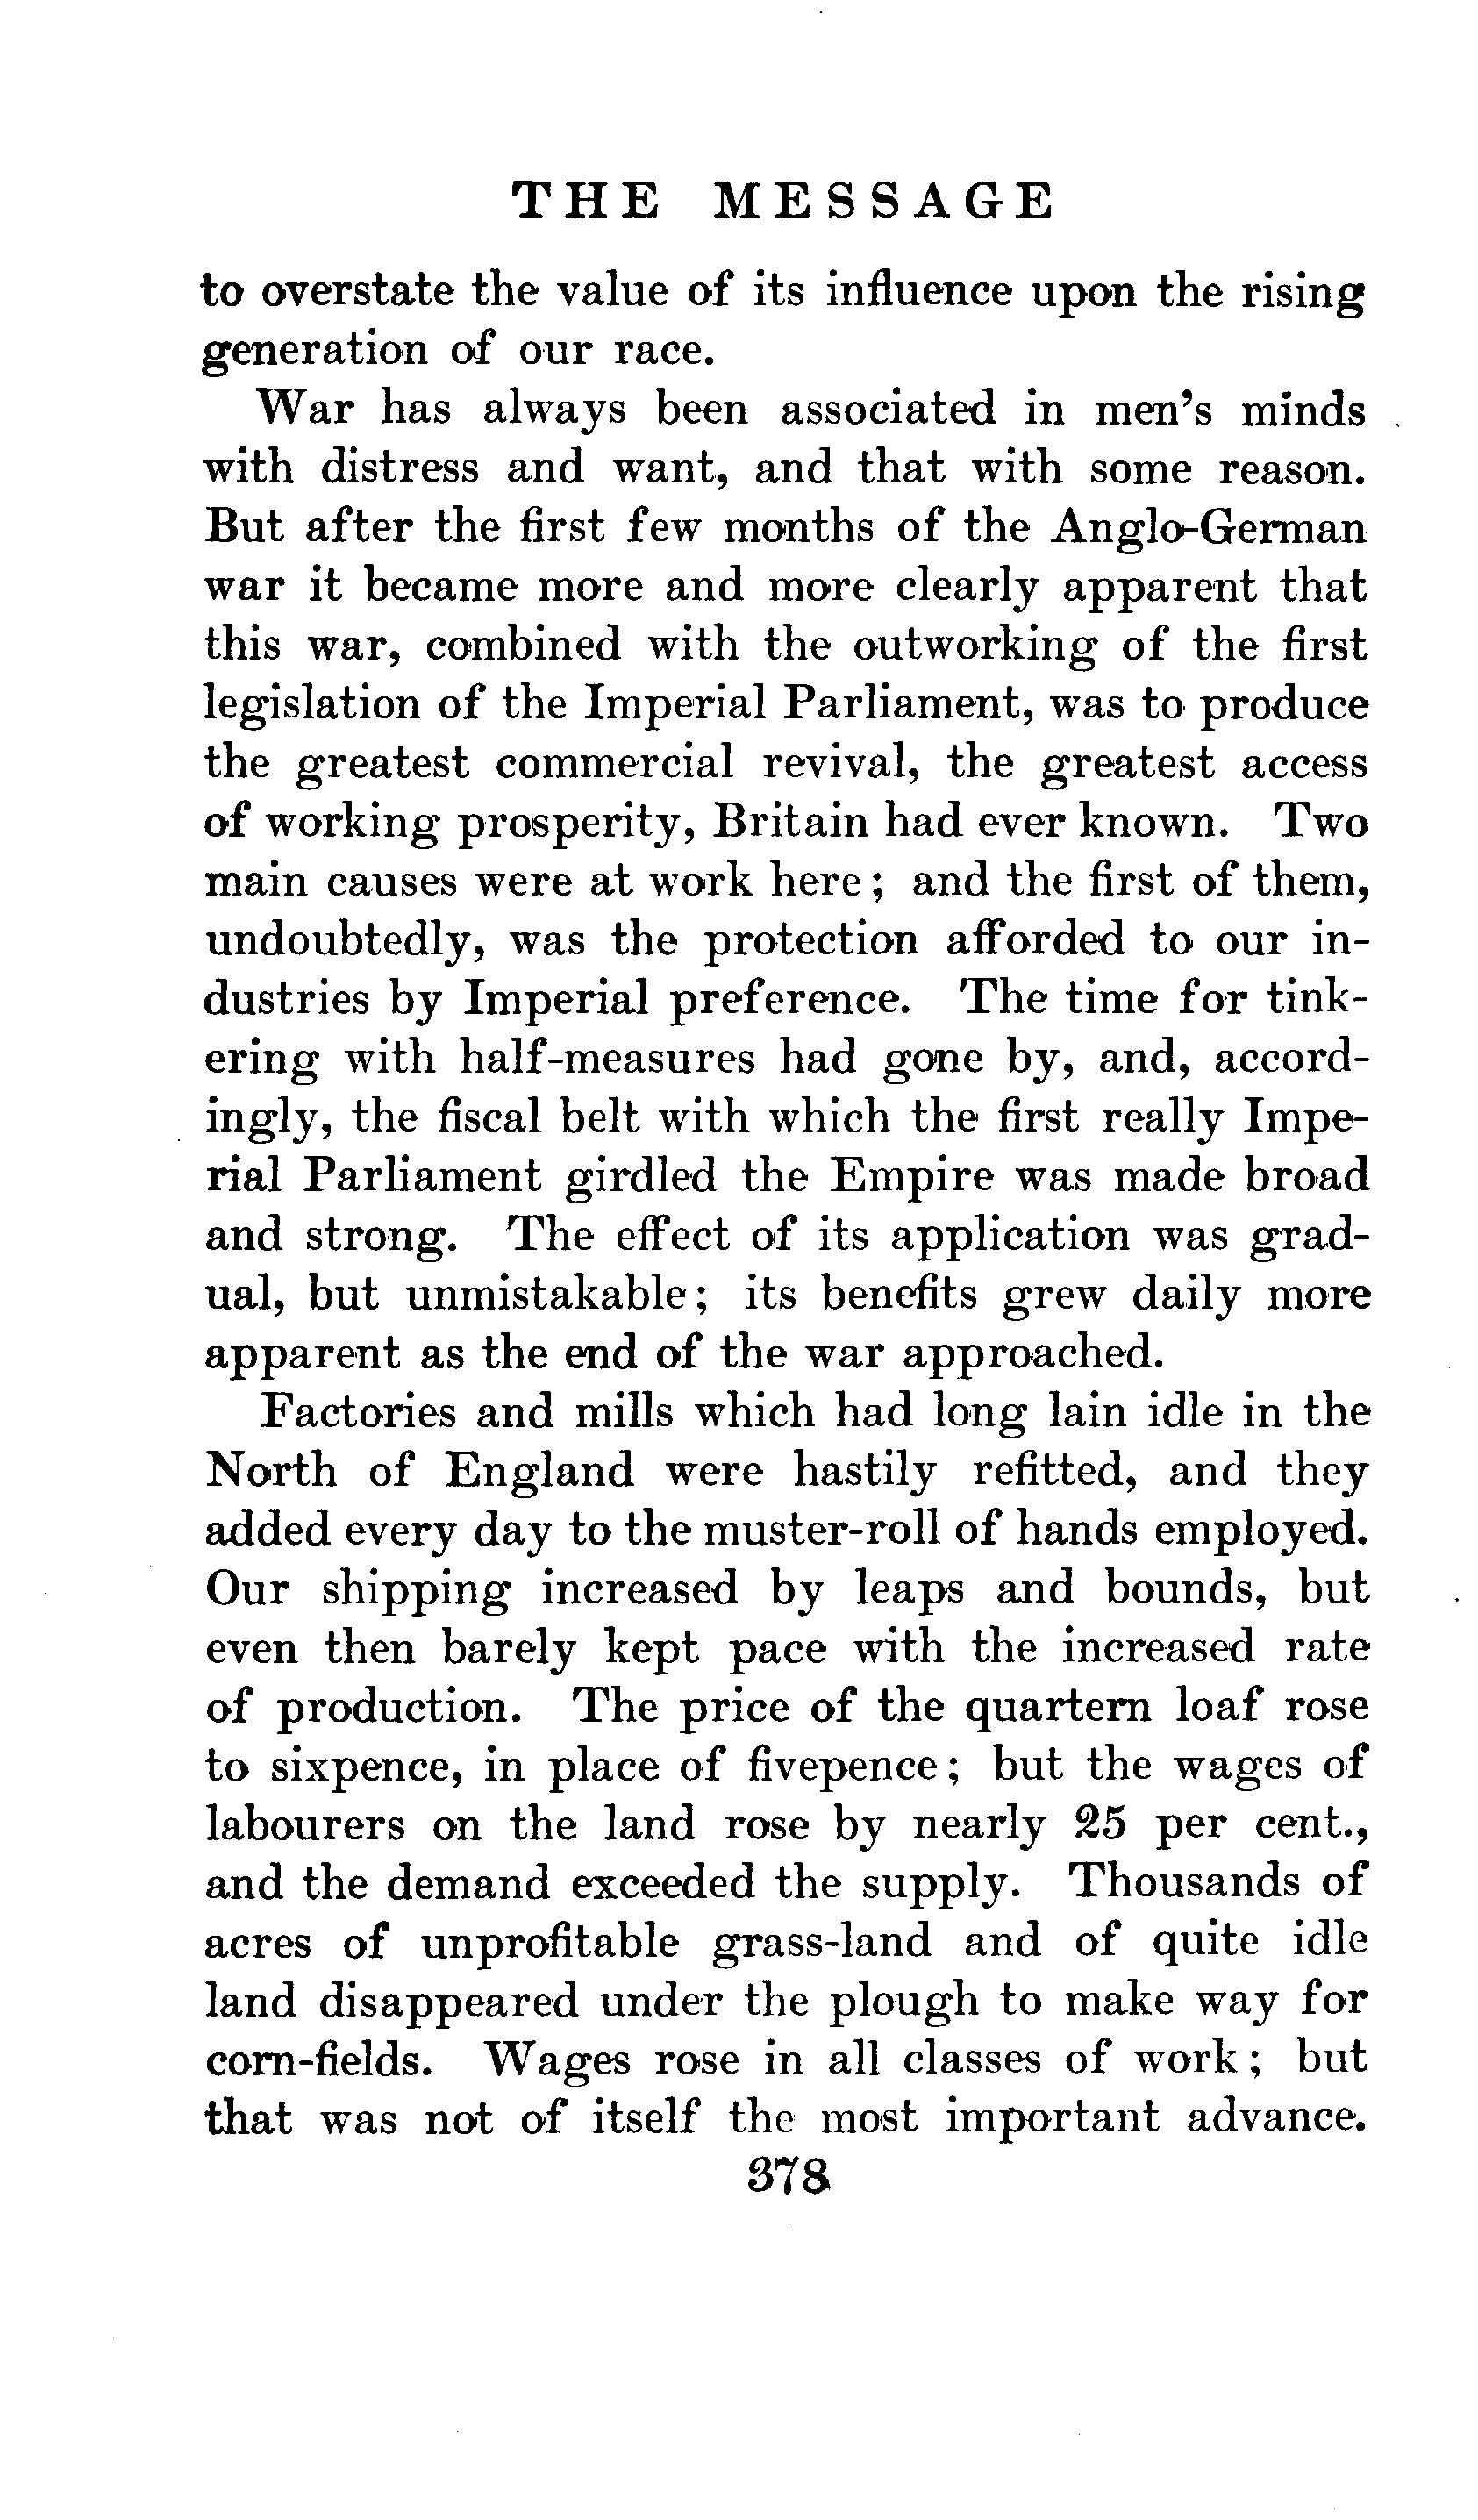 THE MESSAGE
to overstate the value of its influence upon the rising
generation of our race.
War has always been associated in men's minds
with distress and want, and that with some reason.
But after the first few months of the Anglo-German
war it became more and more clearly apparent that
this war, combined with the outworking of the first
legislation of the Imperial Parliament, was to produce
the greatest commercial revival, the greatest access
of working prosperity, Britain had ever known. Two
main causes were at work here; and the first of them,
undoubtedly, was the protection afforded to our in-
dustries by Imperial preference. The time for tink-
ering with half-measures had gone by, and, accord-
ingly, the fiscal belt with which the first really Impe-
rial Parliament girdled the Empire was made broad
and strong. The effect of its application was grad-
ual, but unmistakable; its benefits grew daily more
apparent as the end of the war approached.
Factories and mills which had long lain idle in the
North of England were hastily refitted, and they
added every day to the muster-roll of hands employed.
Our shipping increased by leaps and bounds, but
even then barely kept pace with the increased rate
of production. The price of the quartern loaf rose
to sixpence, in place of fivepence; but the wages of
labourers on the land rose by nearly 25 per cent.,
and the demand exceeded the supply. Thousands of
acres of unprofitable grass-land and of quite idle
land disappeared under the plough to make way for
corn-fields. Wages rose in all classes of work; but
that was not of itself the most important advance.
378